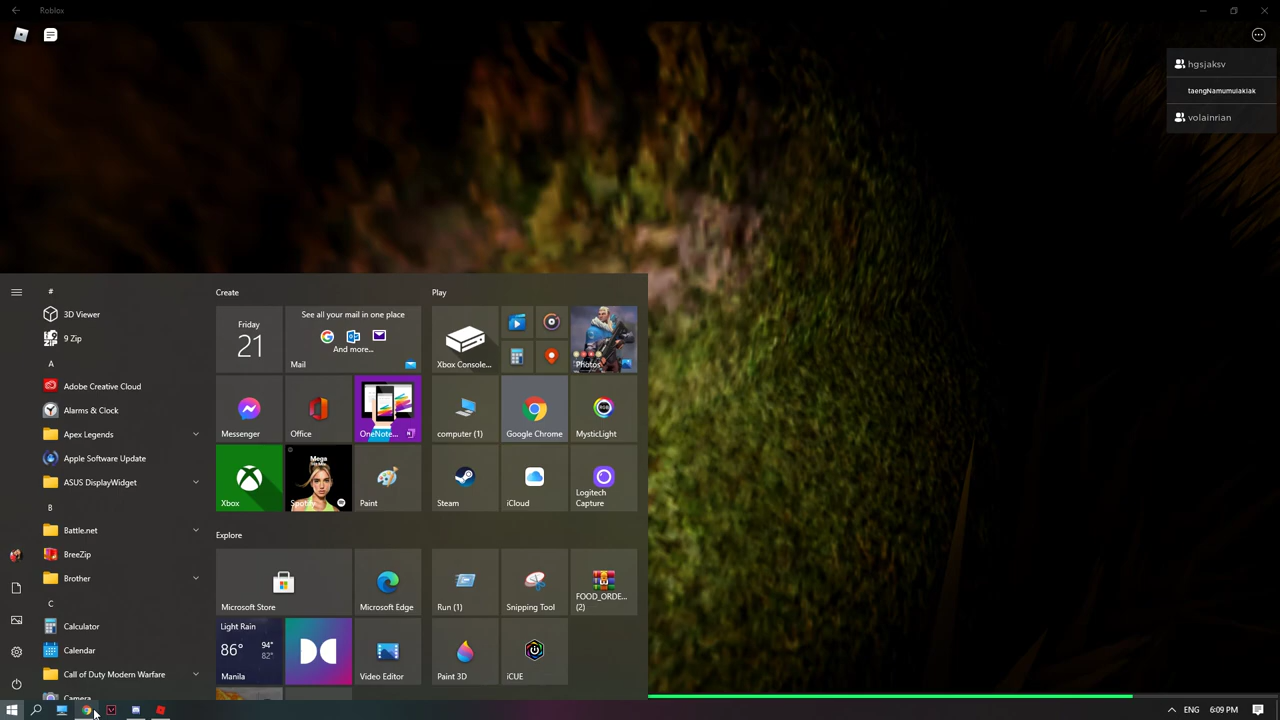 Roblox
hgsjaksv
taengNamumulaklak
volainrian
#
3D Viewer
9 Zip
A
Adobe Creative Cloud
Alarms & Clock
Apex Legends
Apple Software Update
ASUS DisplayWidget
B
Battle.net
BreeZip
Brother
C
Calculator
Calendar
Call of Duty Modern Warfare
Camera
Create
Friday
21
See all your mail in one place
And more...
Mail
Messenger
Office
OneNote...
Xbox
Mega
Spotify
Paint
Explore
Microsoft Store
Microsoft Edge
Light Rain
86°
94°
82°
Manila
Video Editor
Play
Xbox Console...
Photos
computer (1)
Google Chrome
MysticLight
Steam
iCloud
Logitech
Capture
Run (1)
Snipping Tool
FOOD_ORDE...
(2)
Paint 3D
iCUE
ENG
6:09 PM